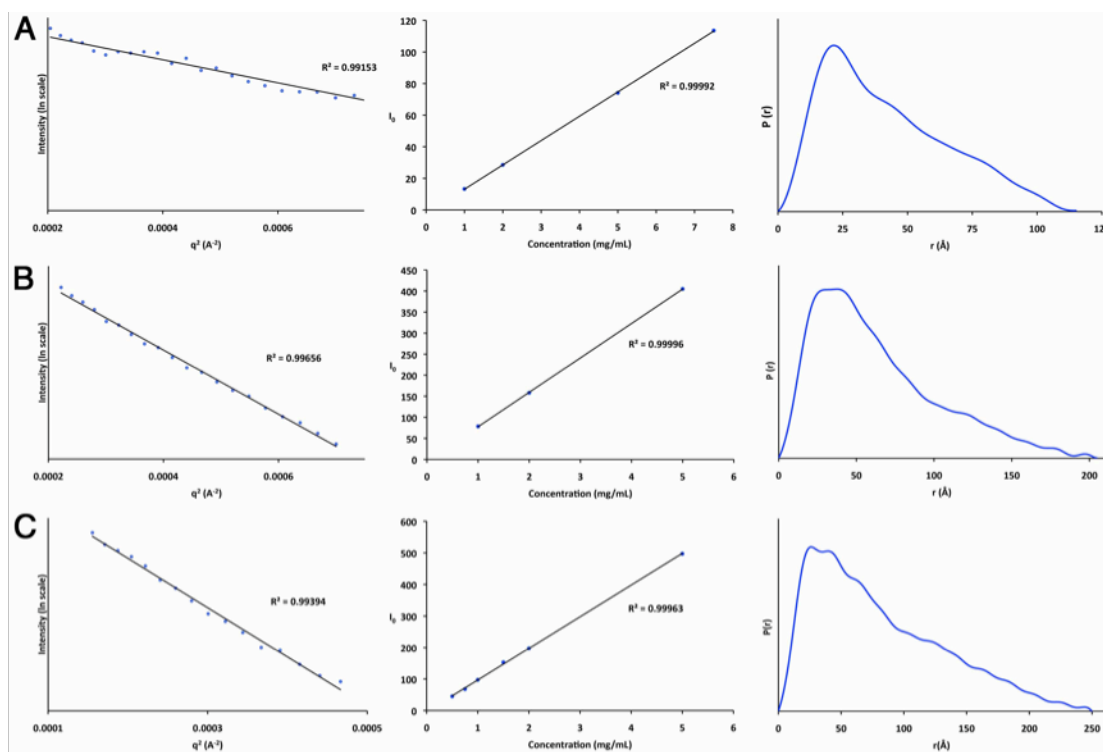 A
Intensity (ln scale)
R² = 0.99153
0.0002 0.0004 0.0006
q² (A⁻²)
I₀
120
100
80
60
40
20
0
R² = 0.99992
0 1 2 3 4 5 6 7 8
Concentration (mg/mL)
P (r)
0 25 50 75 100 125
r (Å)
B
Intensity (ln scale)
R² = 0.99656
0.0002 0.0004 0.0006
q² (A⁻²)
I₀
450
400
350
300
250
200
150
100
50
0
R² = 0.99996
0 1 2 3 4 5 6
Concentration (mg/mL)
P (r)
0 50 100 150 200
r (Å)
C
Intensity (ln scale)
R² = 0.99394
0.0001 0.0003 0.0005
q² (A⁻²)
I₀
600
500
400
300
200
100
0
R² = 0.99963
0 1 2 3 4 5 6
Concentration (mg/mL)
P(r)
0 50 100 150 200 250
r(Å)